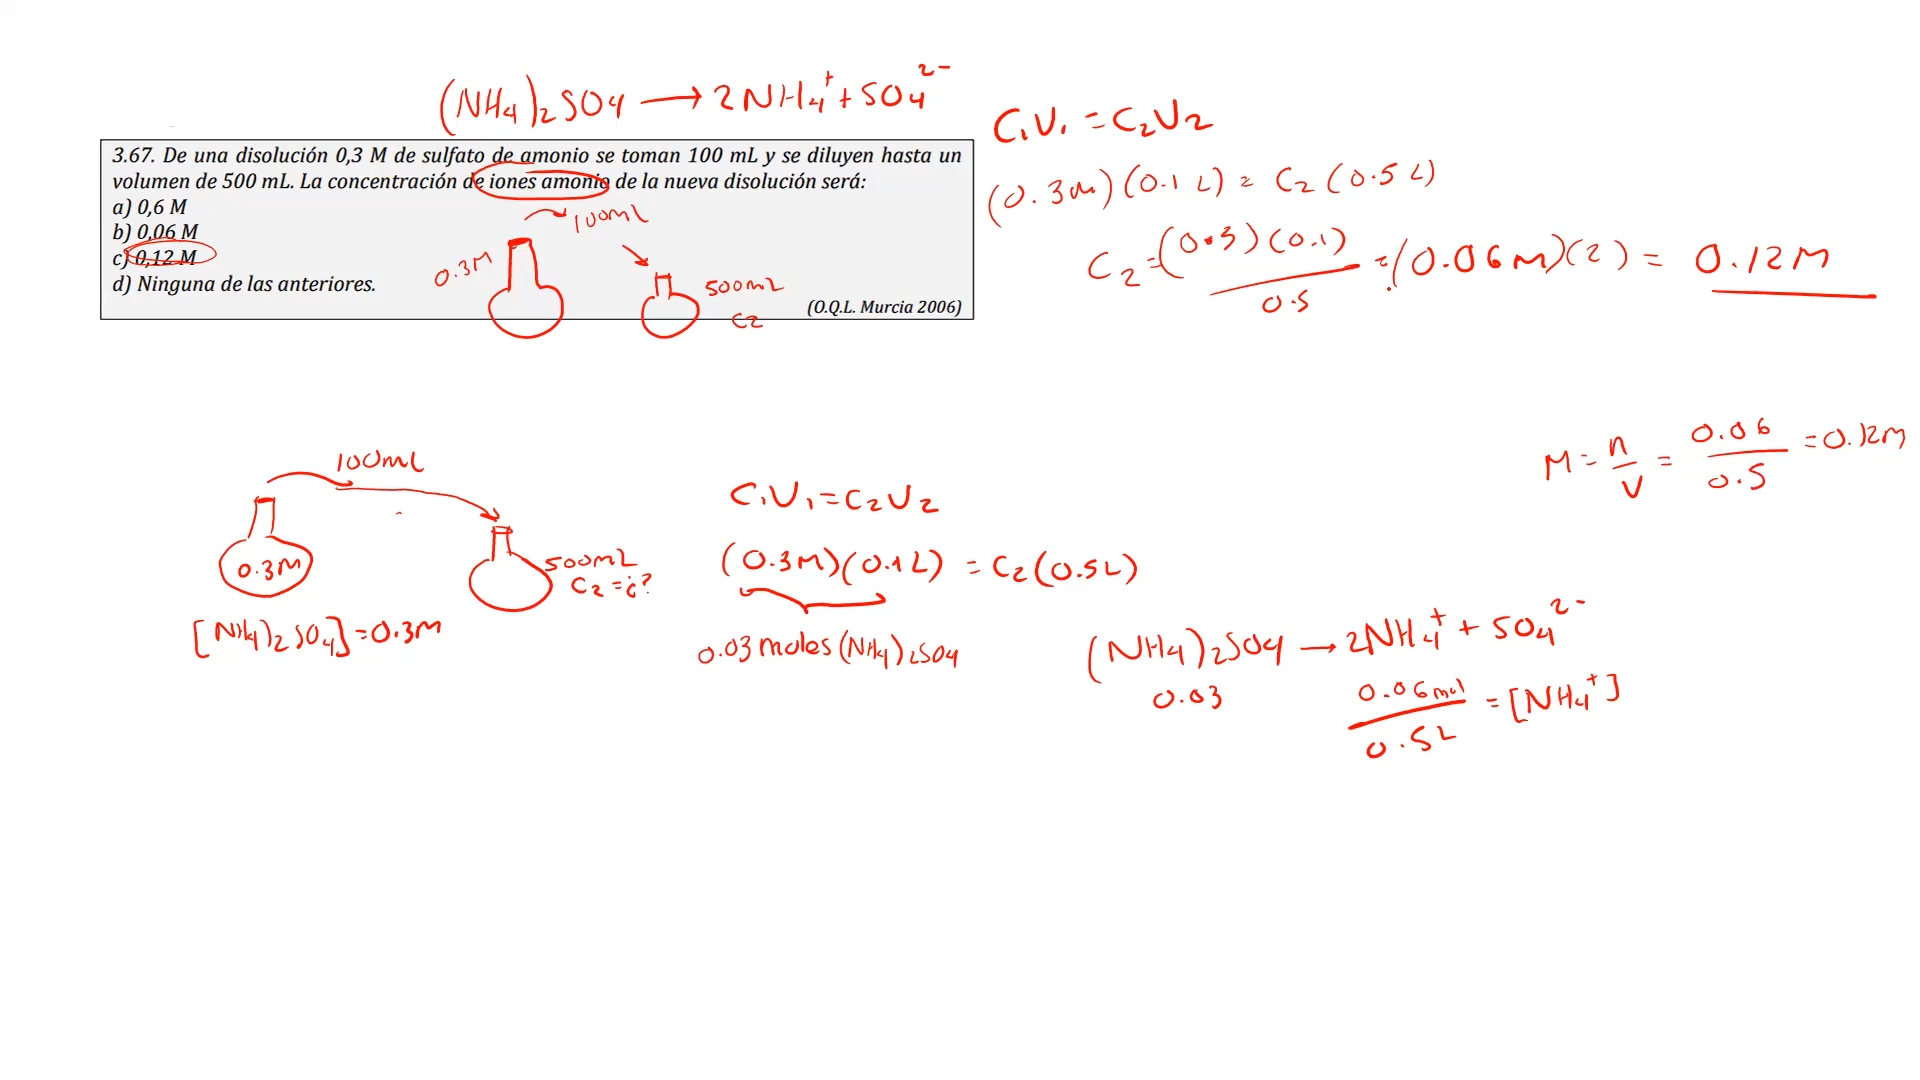 (NH4)2SO4 → 2NH4+ + SO4 2-
3.67. De una disolución 0,3 M de sulfato de amonio se toman 100 mL y se diluyen hasta un
volumen de 500 mL. La concentración de iones amonio de la nueva disolución será:
a) 0,6 M
b) 0,06 M
c) 0,12 M
d) Ninguna de las anteriores.
(O.Q.L. Murcia 2006)
100mL
0.3M
500mL
C2
C1V1 = C2V2
(0.3M)(0.1 L) = C2 (0.5 L)
C2 = (0.3)(0.1) / 0.5 = (0.06M)(2) = 0.12M
M = n/V = 0.06 / 0.5 = 0.12M
100mL
0.3M
500mL
C2 = ¿?
[(NH4)2SO4] = 0.3M
C1V1 = C2V2
(0.3M)(0.1L) = C2(0.5L)
0.03 moles (NH4)2SO4
(NH4)2SO4 → 2NH4+ + SO4 2-
0.03
0.06mol / 0.5L = [NH4+]